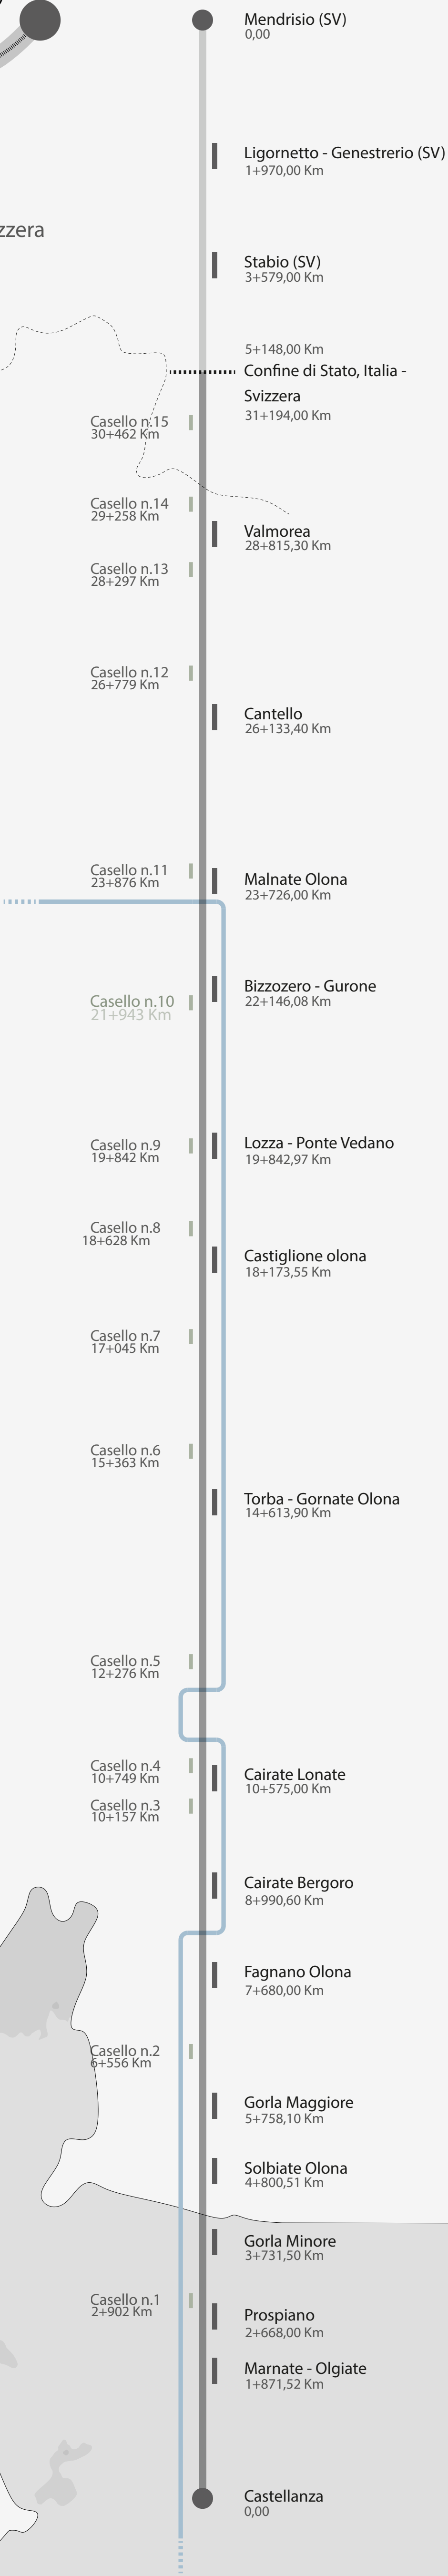 Mendrisio (SV)
0,00
Ligornetto - Genestrerio (SV)
1+970,00 Km
zzera
Stabio (SV)
3+579,00 Km
5+148,00 Km
Confine di Stato, Italia -
Svizzera
31+194,00 Km
Casello n.15
30+462 Km
Casello n.14
29+258 Km
Valmorea
28+815,30 Km
Casello n.13
28+297 Km
Casello n.12
26+779 Km
Cantello
26+133,40 Km
Casello n.11
23+876 Km
Malnate Olona
23+726,00 Km
Bizzozero - Gurone
22+146,08 Km
Casello n.10
21+943 Km
Casello n.9
19+842 Km
Lozza - Ponte Vedano
19+842,97 Km
Casello n.8
18+628 Km
Castiglione olona
18+173,55 Km
Casello n.7
17+045 Km
Casello n.6
15+363 Km
Torba - Gornate Olona
14+613,90 Km
Casello n.5
12+276 Km
Casello n.4
10+749 Km
Cairate Lonate
10+575,00 Km
Casello n.3
10+157 Km
Cairate Bergoro
8+990,60 Km
Fagnano Olona
7+680,00 Km
Casello n.2
6+556 Km
Gorla Maggiore
5+758,10 Km
Solbiate Olona
4+800,51 Km
Gorla Minore
3+731,50 Km
Casello n.1
2+902 Km
Prospiano
2+668,00 Km
Marnate - Olgiate
1+871,52 Km
Castellanza
0,00